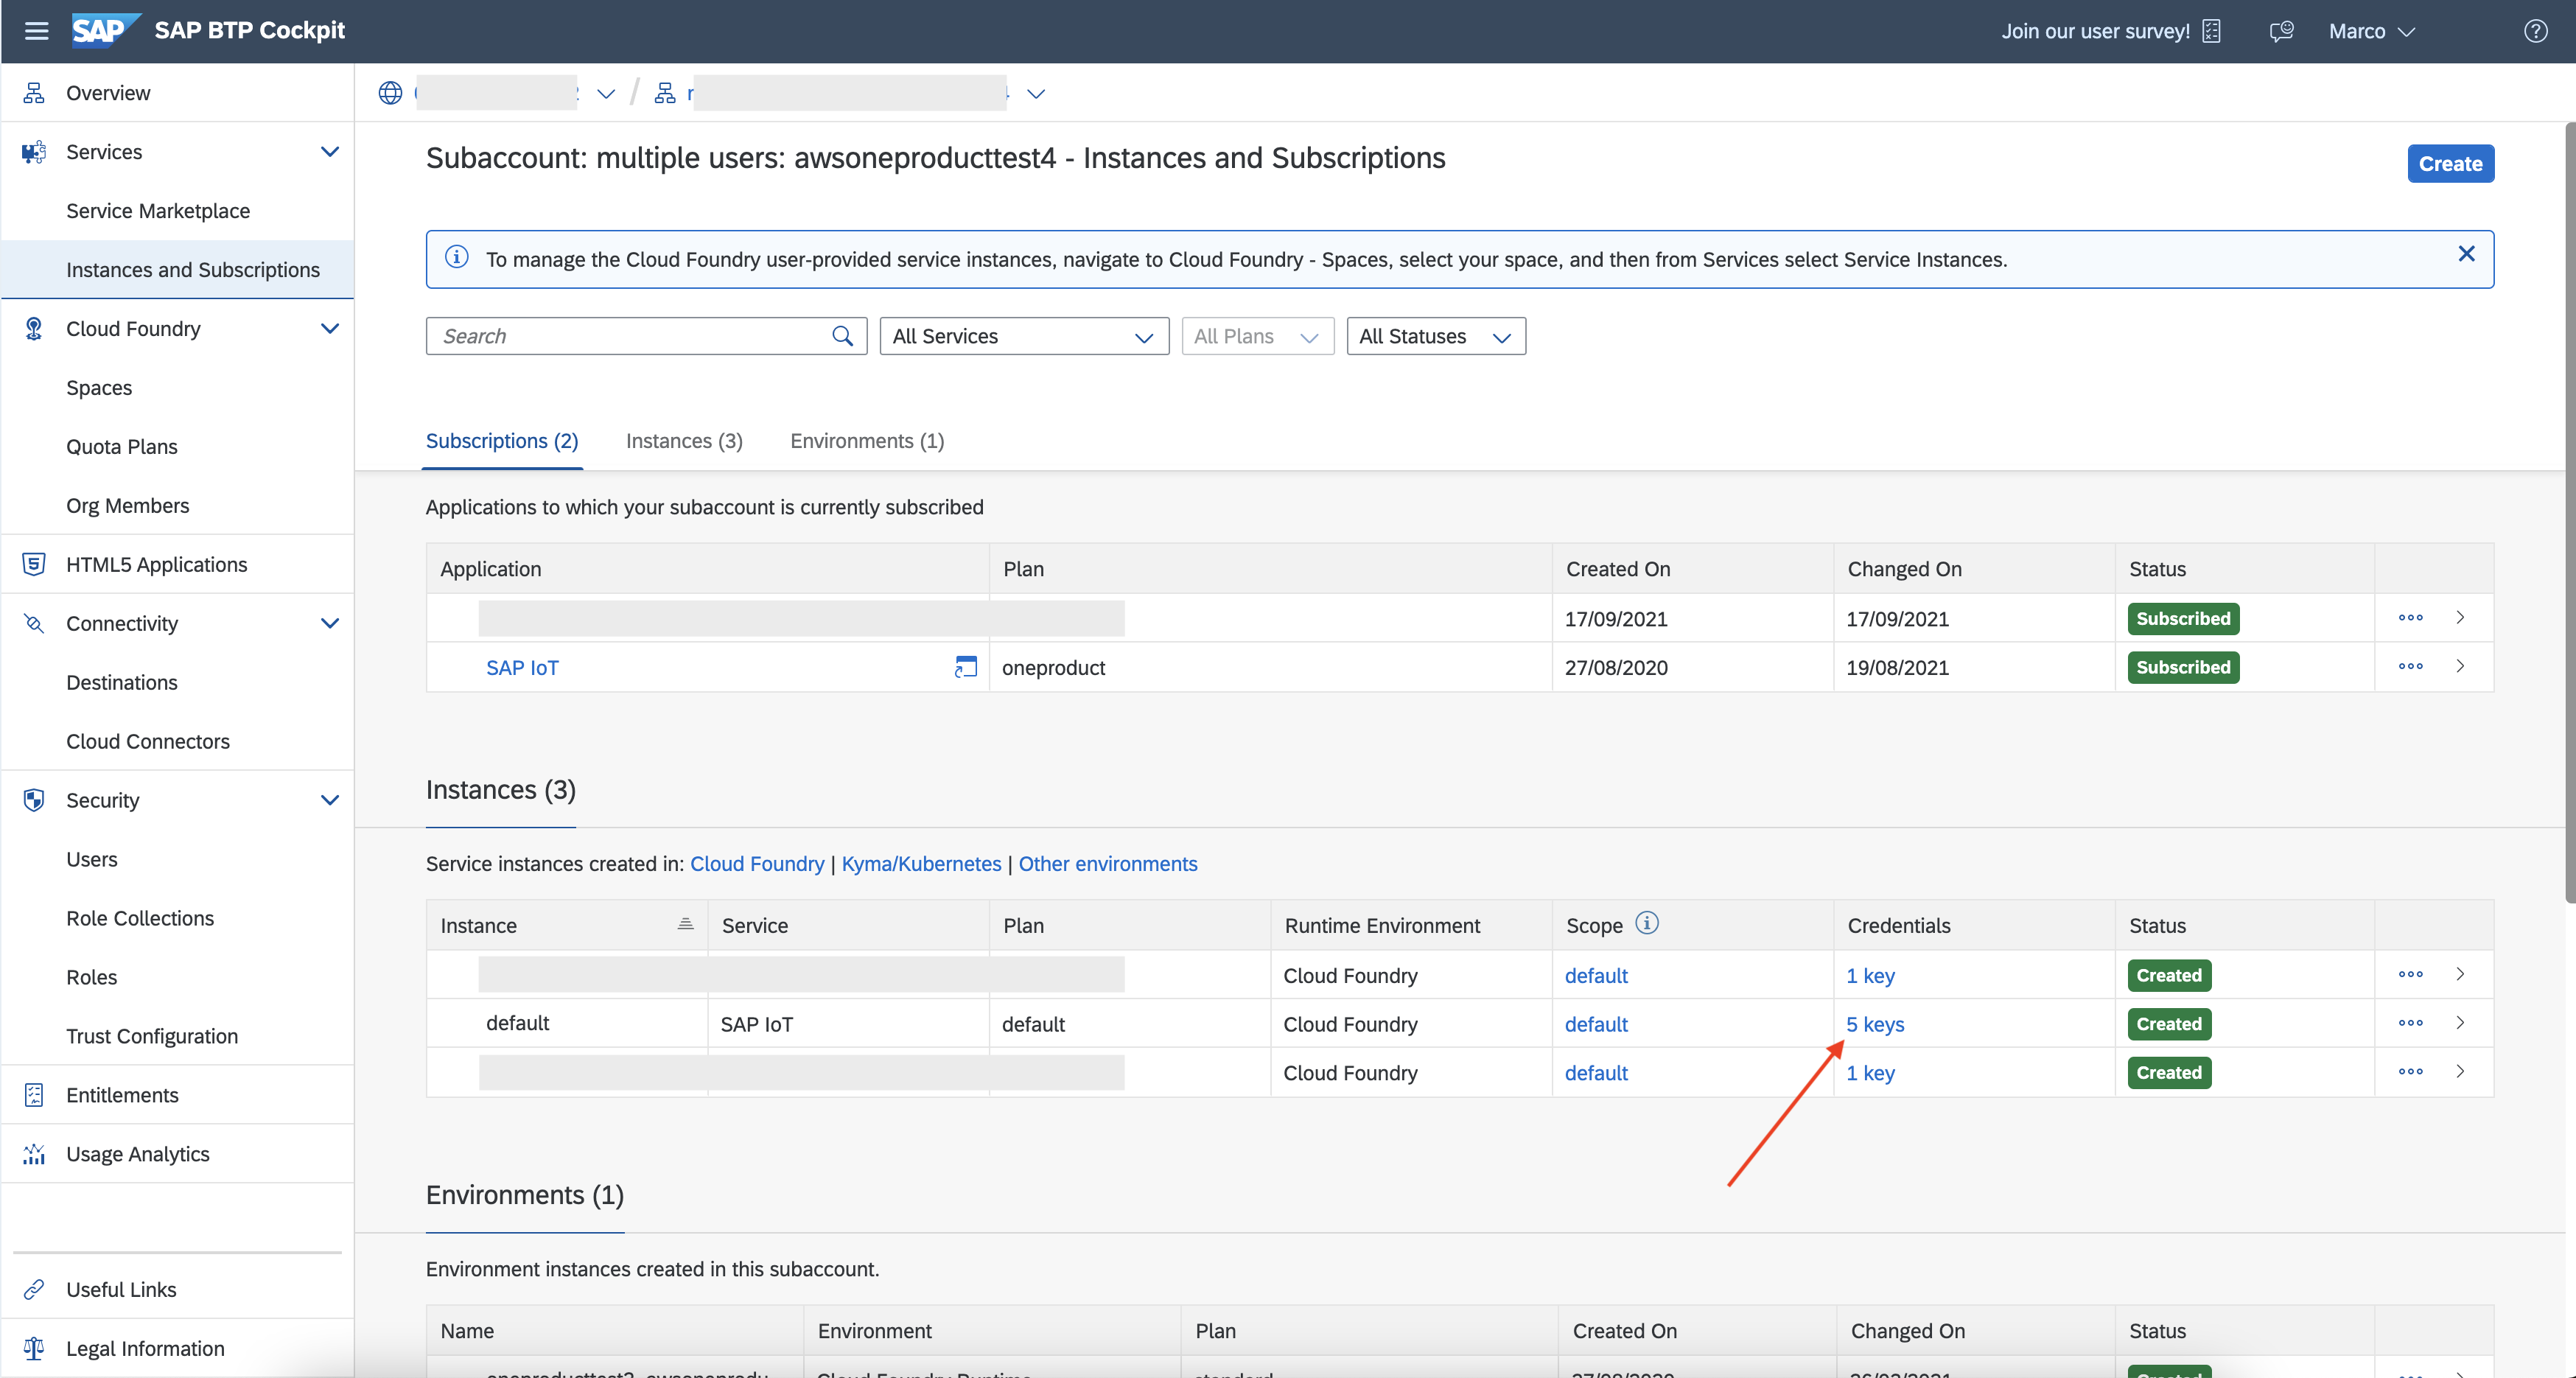 SAP SAP BTP Cockpit
Join our user survey!
Marco
Overview
Services
Service Marketplace
Instances and Subscriptions
Cloud Foundry
Spaces
Quota Plans
Org Members
HTML5 Applications
Connectivity
Destinations
Cloud Connectors
Security
Users
Role Collections
Roles
Trust Configuration
Entitlements
Usage Analytics
Useful Links
Legal Information
/
Subaccount: multiple users: awsoneproducttest4 - Instances and Subscriptions
Create
To manage the Cloud Foundry user-provided service instances, navigate to Cloud Foundry - Spaces, select your space, and then from Services select Service Instances.
Search All Services All Plans All Statuses
Subscriptions (2) Instances (3) Environments (1)
Applications to which your subaccount is currently subscribed
Application Plan Created On Changed On Status
17/09/2021 17/09/2021 Subscribed
SAP IoT oneproduct 27/08/2020 19/08/2021 Subscribed
Instances (3)
Service instances created in: Cloud Foundry | Kyma/Kubernetes | Other environments
Instance Service Plan Runtime Environment Scope Credentials Status
Cloud Foundry default 1 key Created
default SAP IoT default Cloud Foundry default 5 keys Created
Cloud Foundry default 1 key Created
Environments (1)
Environment instances created in this subaccount.
Name Environment Plan Created On Changed On Status